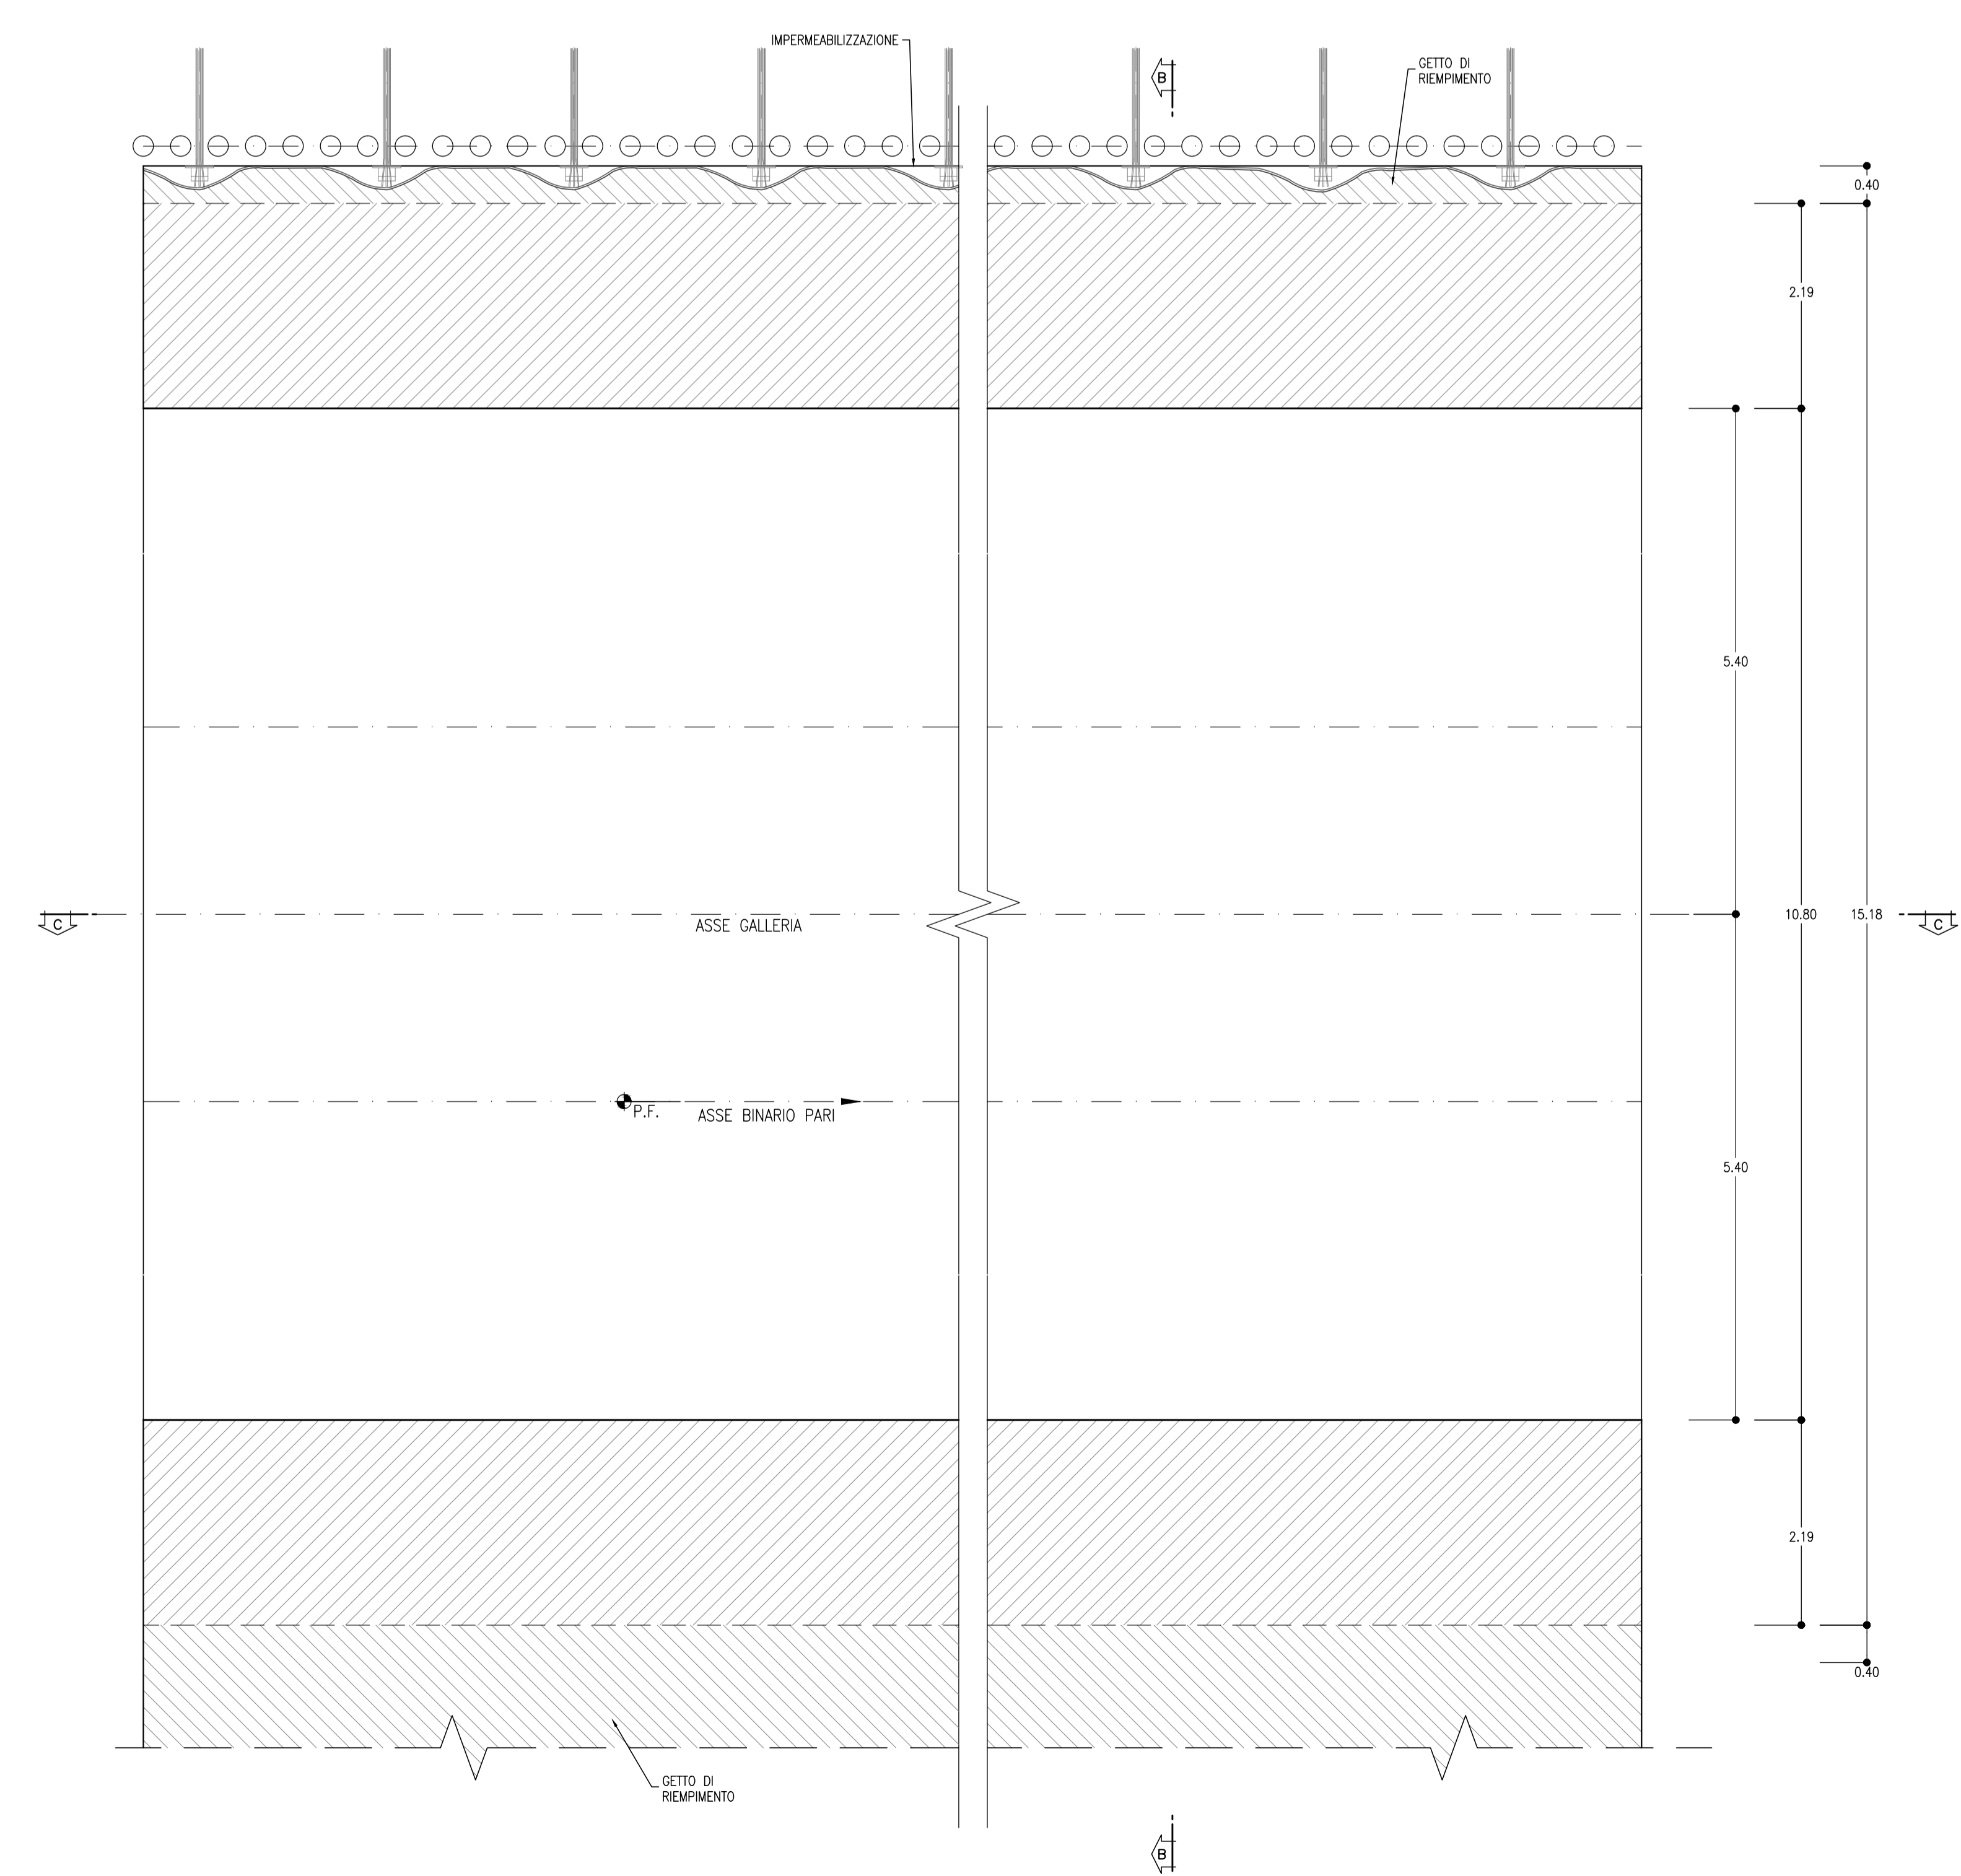 IMPERMEABILIZZAZIONE
GETTO DI
RIEMPIMENTO
B
0.40
2.19
5.40
ASSE GALLERIA
C
10.80
15.18
C
P.F.
ASSE BINARIO PARI
5.40
2.19
0.40
GETTO DI
RIEMPIMENTO
B